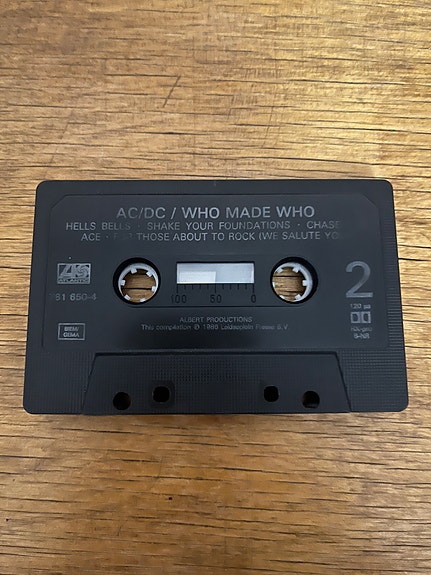 AC/DC / WHO MADE WHO
HELLS BELLS · SHAKE YOUR FOUNDATIONS · CHASE
ACE · FOR THOSE ABOUT TO ROCK (WE SALUTE YO
ATLANTIC
781 650-4
100 50 0
2
120 µs
BIEM/
GEMA
ALBERT PRODUCTIONS
This compilation ℗ 1986 Leidseplein Presse B.V.
B-NR